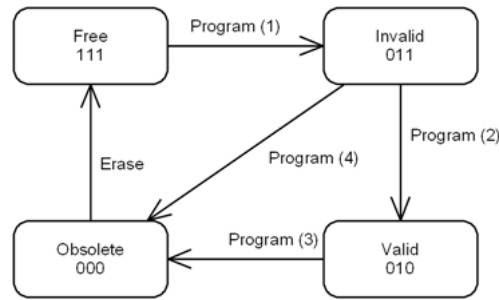 Free
111
Program (1)
Invalid
011
Program (2)
Program (4)
Erase
Obsolete
000
Program (3)
Valid
010